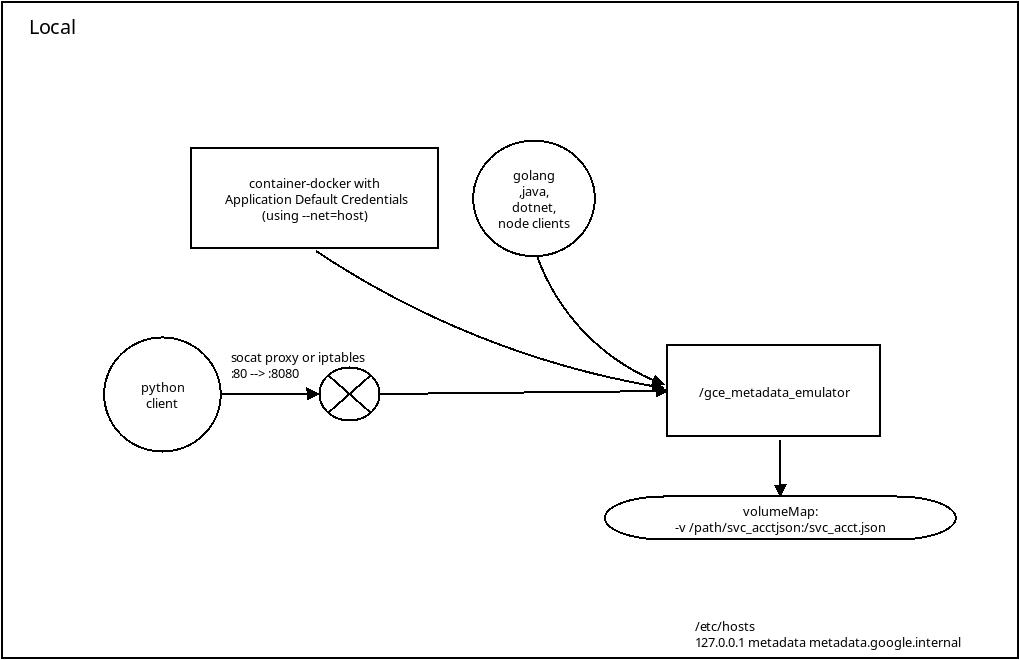 Local
container-docker with
Application Default Credentials
(using --net=host)
golang
,java,
dotnet,
node clients
socat proxy or iptables
:80 --> :8080
python
client
/gce_metadata_emulator
volumeMap:
-v /path/svc_acctjson:/svc_acct.json
/etc/hosts
127.0.0.1 metadata metadata.google.internal